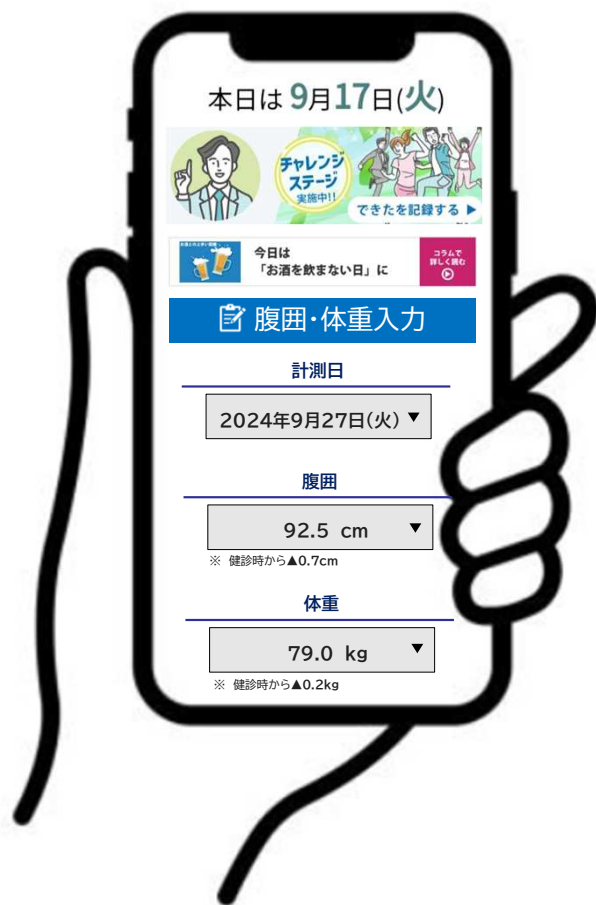 本日は 9月17日(火)
チャレンジ
ステージ
実施中!!
できたを記録する ▶
今日は
「お酒を飲まない日」に
コラムで
詳しく読む
腹囲・体重入力
計測日
2024年9月27日(火) ▼
腹囲
92.5 cm ▼
※ 健診時から▲0.7cm
体重
79.0 kg ▼
※ 健診時から▲0.2kg